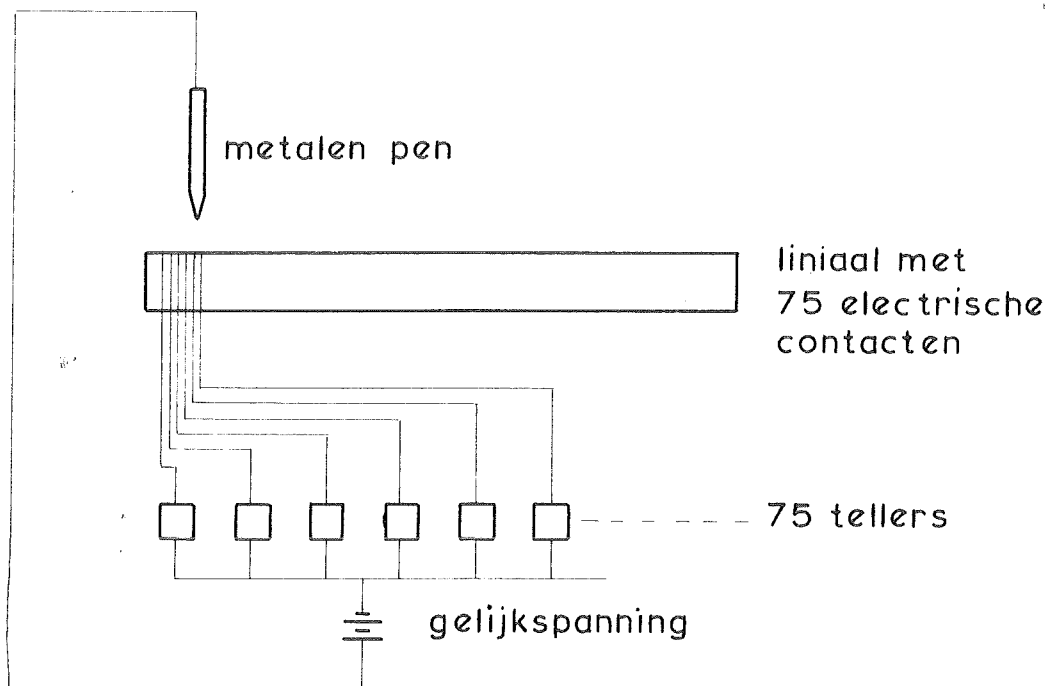 metalen pen
liniaal met
75 electrische
contacten
75 tellers
gelijkspanning